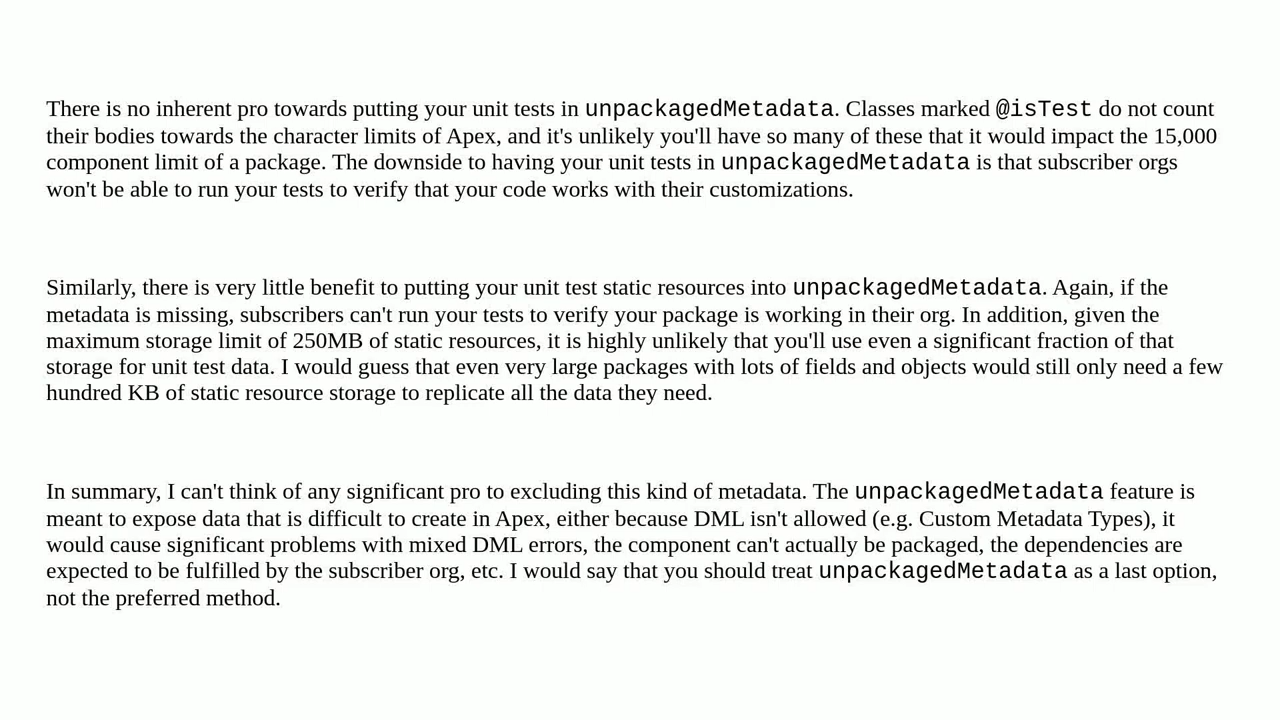 There is no inherent pro towards putting your unit tests in unpackagedMetadata. Classes marked @isTest do not count
their bodies towards the character limits of Apex, and it's unlikely you'll have so many of these that it would impact the 15,000
component limit of a package. The downside to having your unit tests in unpackagedMetadata is that subscriber orgs
won't be able to run your tests to verify that your code works with their customizations.
Similarly, there is very little benefit to putting your unit test static resources into unpackagedMetadata. Again, if the
metadata is missing, subscribers can't run your tests to verify your package is working in their org. In addition, given the
maximum storage limit of 250MB of static resources, it is highly unlikely that you'll use even a significant fraction of that
storage for unit test data. I would guess that even very large packages with lots of fields and objects would still only need a few
hundred KB of static resource storage to replicate all the data they need.
In summary, I can't think of any significant pro to excluding this kind of metadata. The unpackagedMetadata feature is
meant to expose data that is difficult to create in Apex, either because DML isn't allowed (e.g. Custom Metadata Types), it
would cause significant problems with mixed DML errors, the component can't actually be packaged, the dependencies are
expected to be fulfilled by the subscriber org, etc. I would say that you should treat unpackagedMetadata as a last option,
not the preferred method.